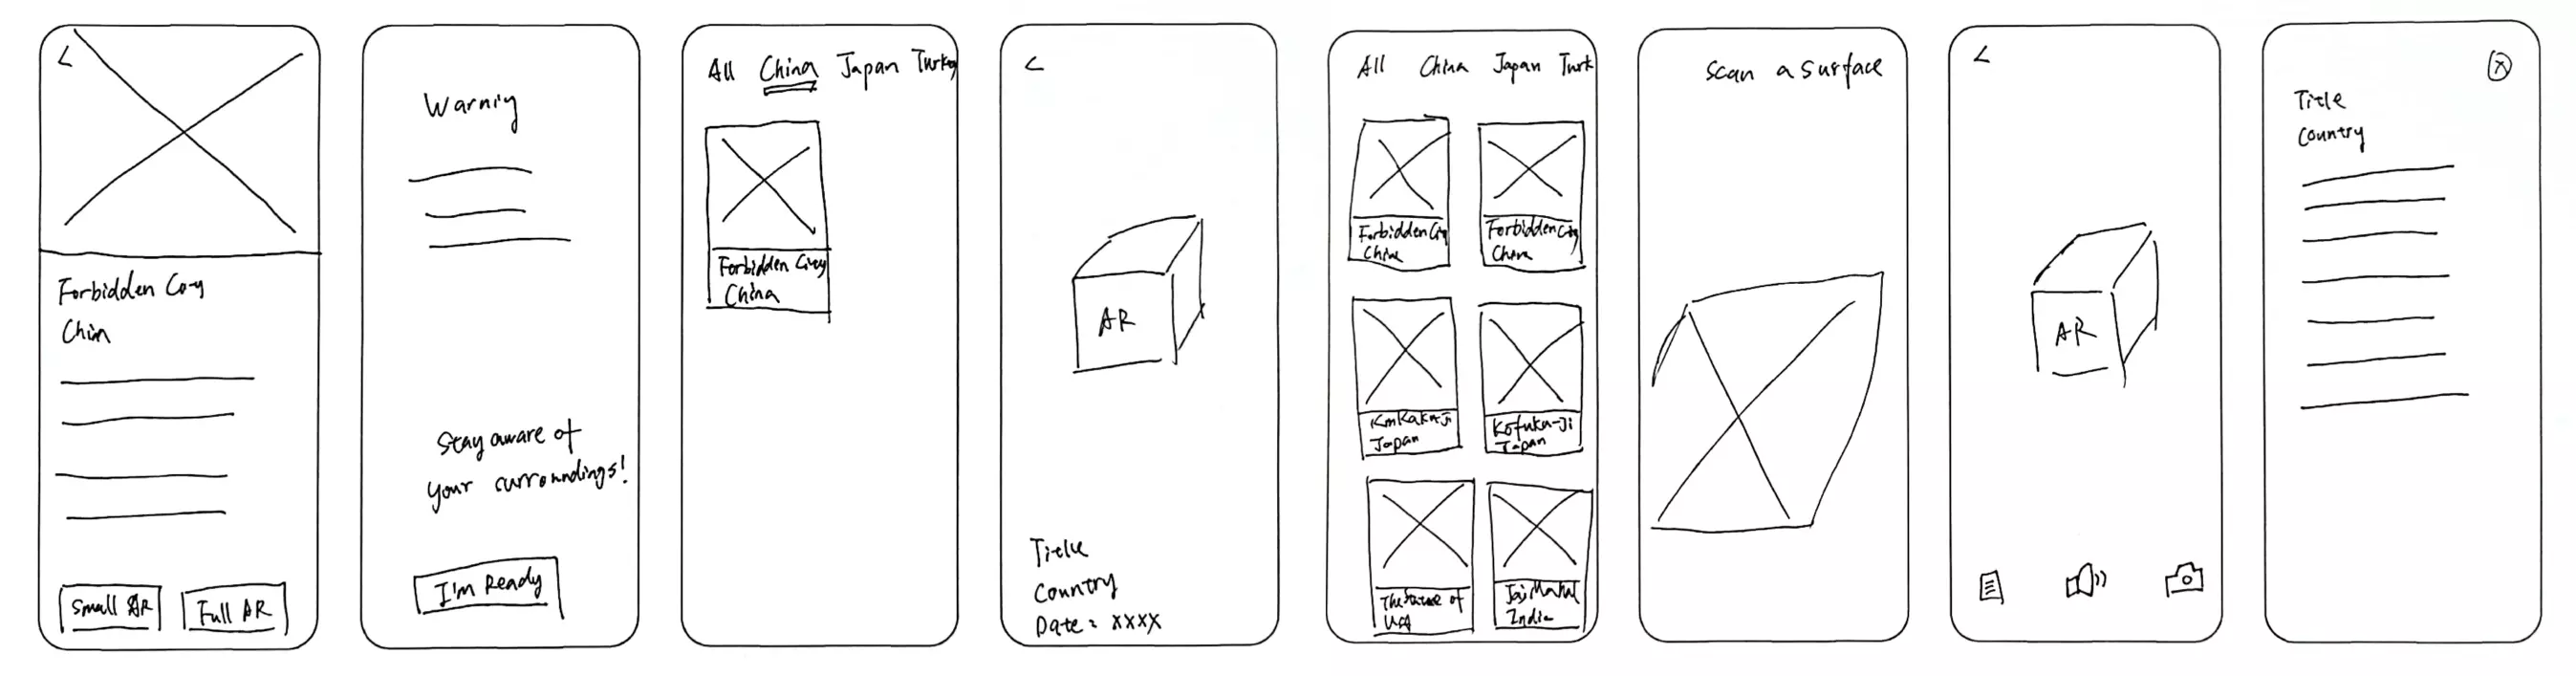 <
Forbidden City
Chin
Small AR
Full AR
Warnig
Stay aware of
your surroundings!
I'm Ready
All China Japan Turkey
Forbidden City
China
<
AR
Title
Country
Date: xxxx
All China Japan Turk
Forbidden City
China
Forbidden City
China
Kinkaku-Ji
Japan
Kofuku-Ji
Japan
The Statue of
USA
Taj Mahal
India
Scan a surface
<
AR
X
Title
Country